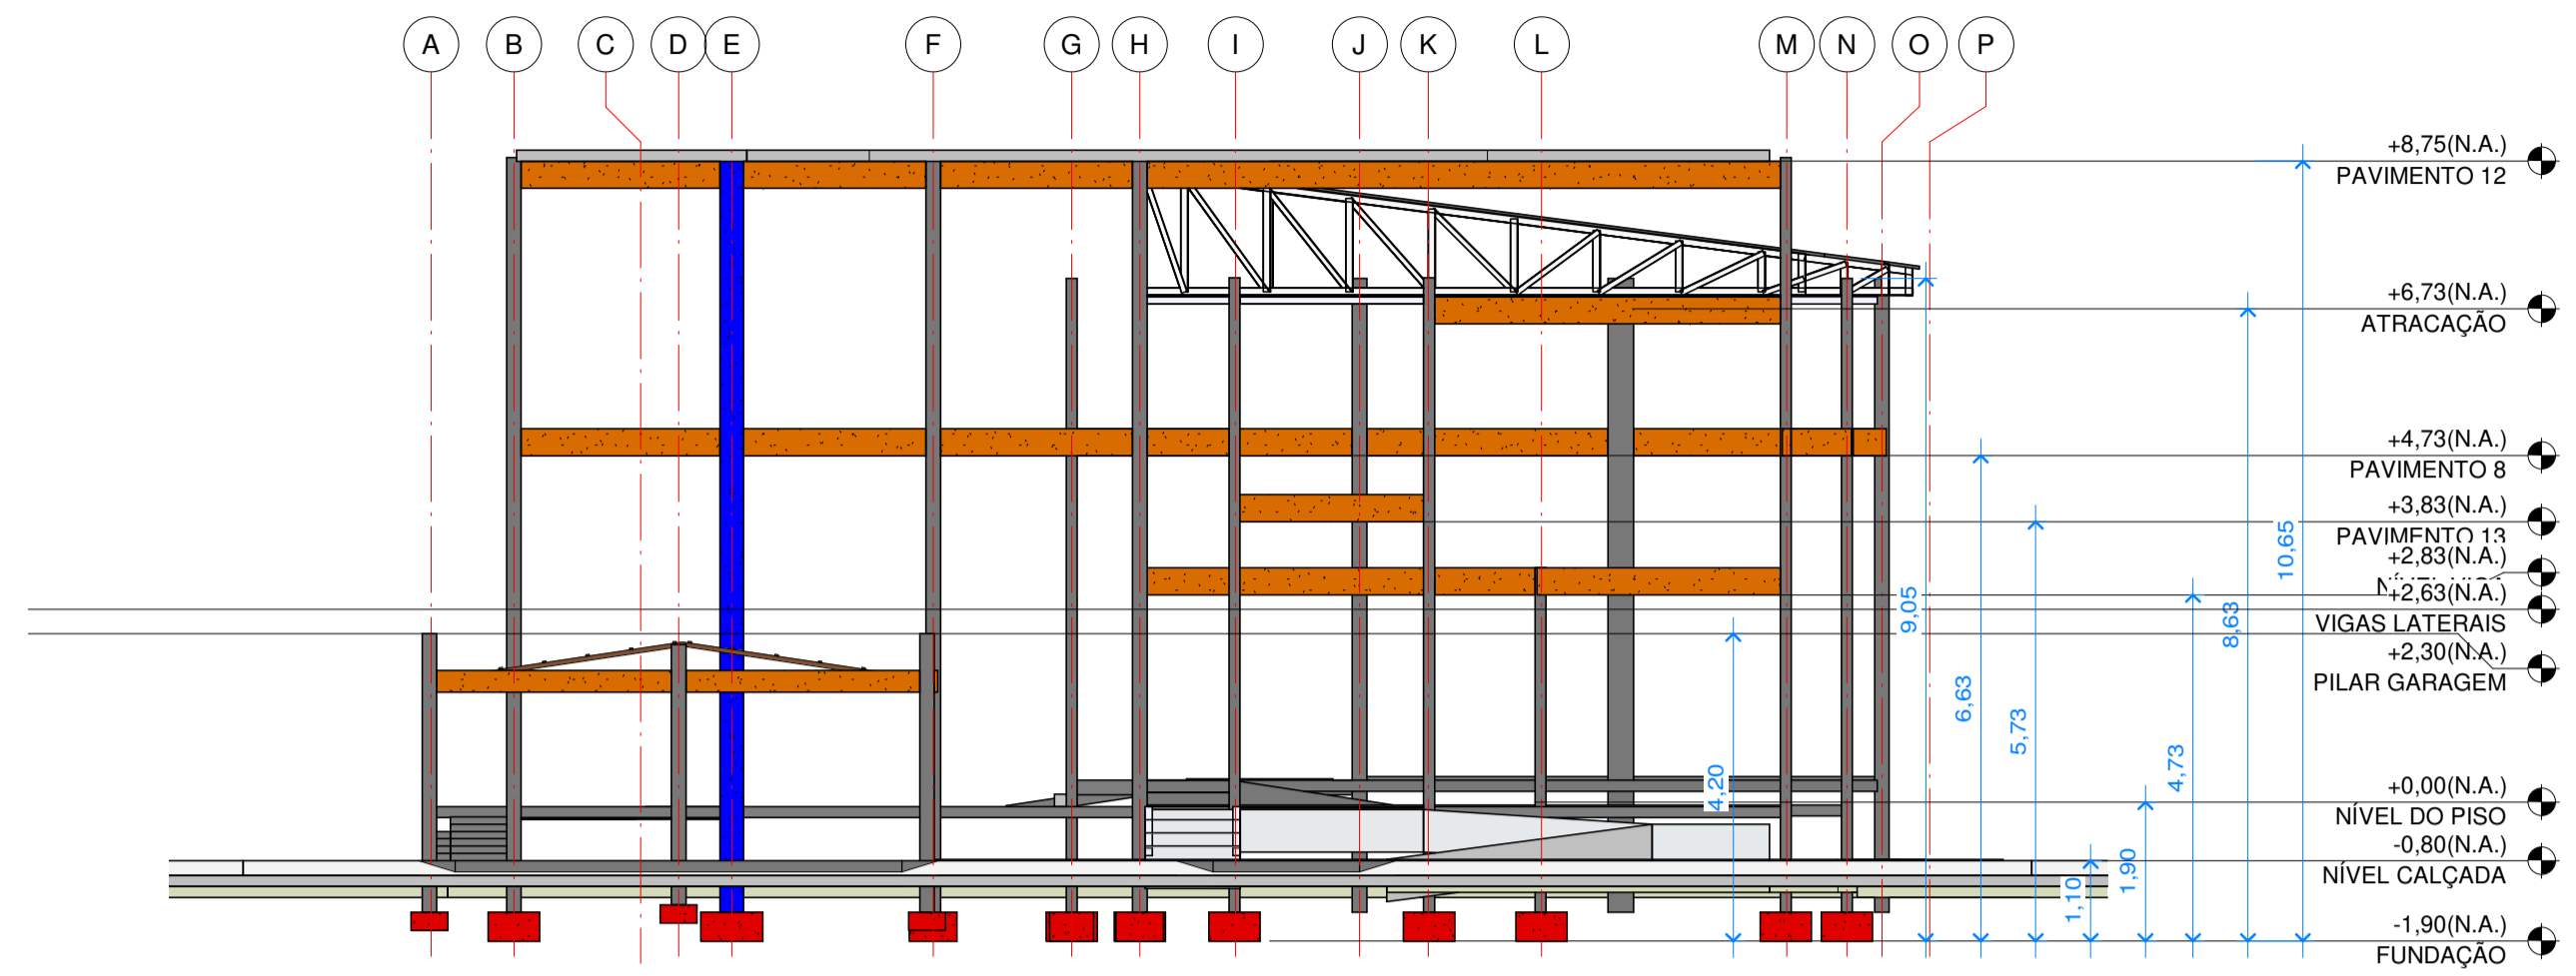 A B C D E F G H I J K L M N O P
+8,75(N.A.)
PAVIMENTO 12
+6,73(N.A.)
ATRACAÇÃO
+4,73(N.A.)
PAVIMENTO 8
+3,83(N.A.)
PAVIMENTO 13
+2,83(N.A.)
+2,63(N.A.)
VIGAS LATERAIS
+2,30(N.A.)
PILAR GARAGEM
+0,00(N.A.)
NÍVEL DO PISO
-0,80(N.A.)
NÍVEL CALÇADA
-1,90(N.A.)
FUNDAÇÃO
4,20
9,05
6,63
5,73
1,10
1,90
4,73
8,63
10,65